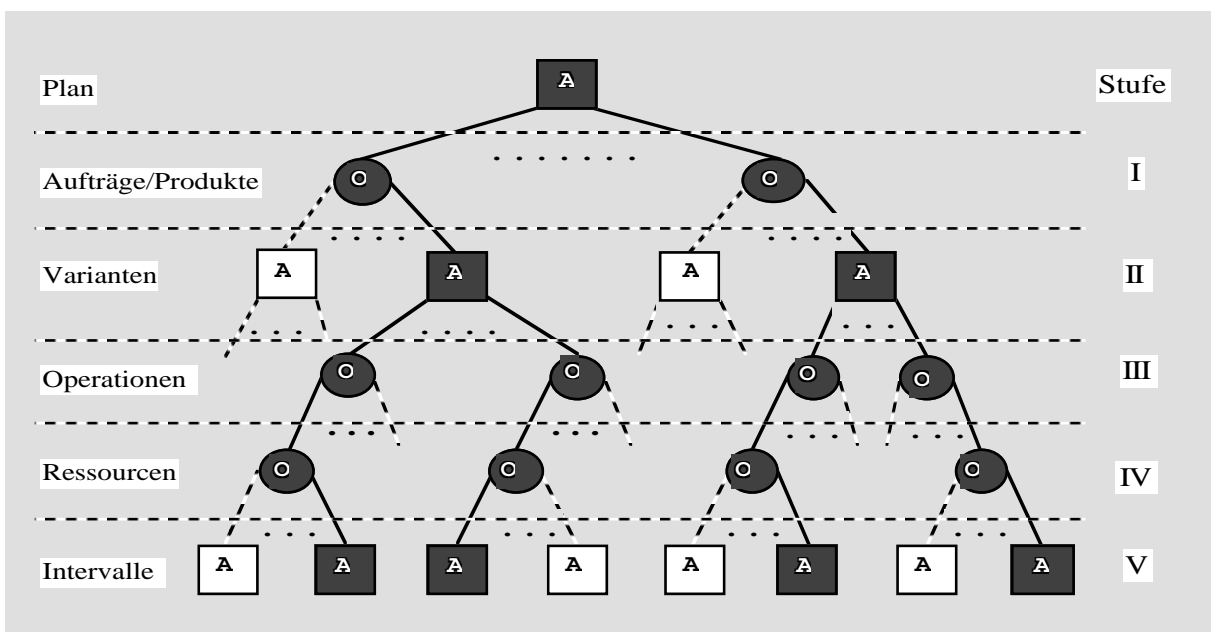 Plan A Stufe
Aufträge/Produkte O O I
Varianten A A A A II
Operationen O O O O III
Ressourcen O O O O IV
Intervalle A A A A A A A A V